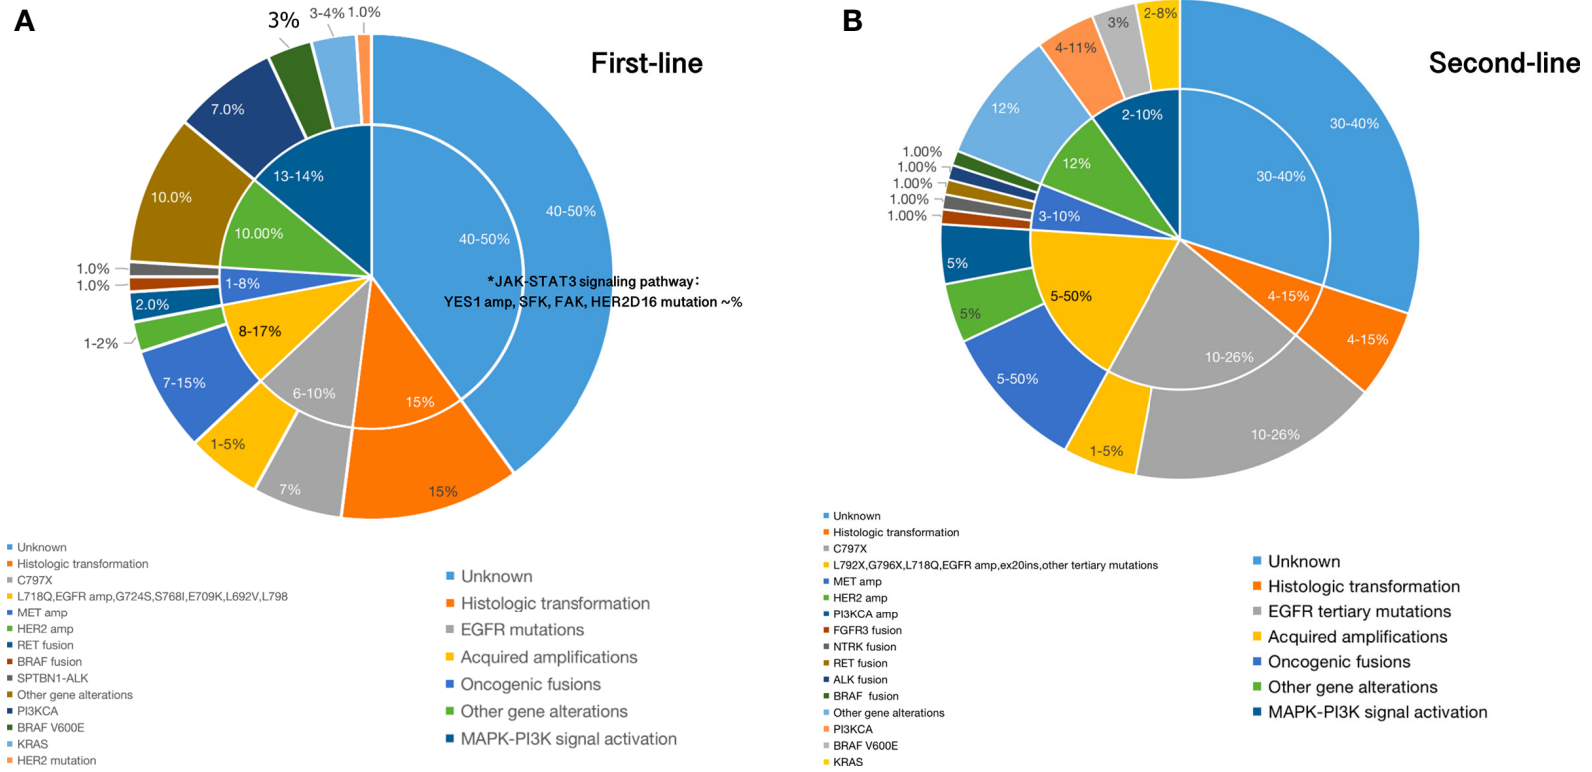 A
First-line
3%
3-4%
1.0%
7.0%
13-14%
10.0%
10.00%
40-50%
40-50%
1.0%
1.0%
1-8%
2.0%
*JAK-STAT3 signaling pathway:
YES1 amp, SFK, FAK, HER2D16 mutation ~%
1-2%
8-17%
7-15%
6-10%
15%
1-5%
7%
15%
Unknown
Histologic transformation
C797X
L718Q,EGFR amp,G724S,S768I,E709K,L692V,L798
MET amp
HER2 amp
RET fusion
BRAF fusion
SPTBN1-ALK
Other gene alterations
PI3KCA
BRAF V600E
KRAS
HER2 mutation
Unknown
Histologic transformation
EGFR mutations
Acquired amplifications
Oncogenic fusions
Other gene alterations
MAPK-PI3K signal activation
B
Second-line
4-11%
3%
2-8%
12%
2-10%
30-40%
1.00%
1.00%
1.00%
1.00%
1.00%
12%
30-40%
3-10%
5%
5-50%
4-15%
5%
4-15%
10-26%
5-50%
1-5%
10-26%
Unknown
Histologic transformation
C797X
L792X,G796X,L718Q,EGFR amp,ex20ins,other tertiary mutations
MET amp
HER2 amp
PI3KCA amp
FGFR3 fusion
NTRK fusion
RET fusion
ALK fusion
BRAF fusion
Other gene alterations
PI3KCA
BRAF V600E
KRAS
Unknown
Histologic transformation
EGFR tertiary mutations
Acquired amplifications
Oncogenic fusions
Other gene alterations
MAPK-PI3K signal activation